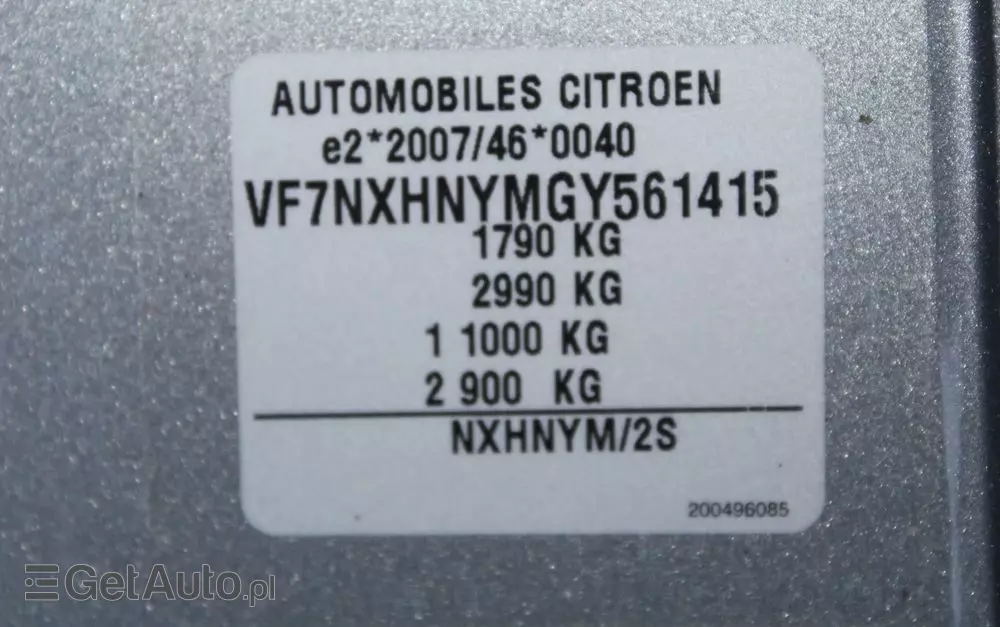 AUTOMOBILES CITROEN
e2*2007/46*0040
VF7NXHNYMGY561415
1790 KG
2990 KG
1 1000 KG
2 900 KG
NXHNYM/2S
200496085
GetAuto.pl